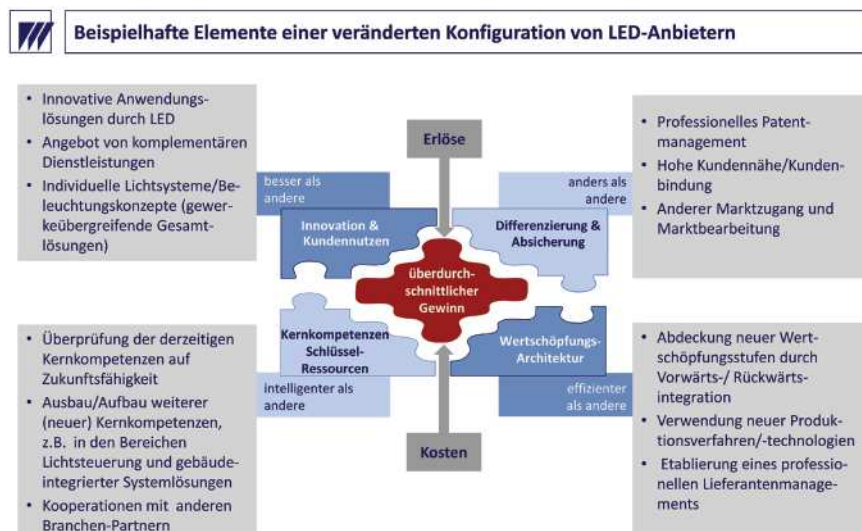 Beispielhafte Elemente einer veränderten Konfiguration von LED-Anbietern
• Innovative Anwendungs-
lösungen durch LED
• Angebot von komplementären
Dienstleistungen
• Individuelle Lichtsysteme/Be-
leuchtungskonzepte (gewer-
keübergreifende Gesamt-
lösungen)
Erlöse
• Professionelles Patent-
management
• Hohe Kundennähe/Kunden-
bindung
• Anderer Marktzugang und
Marktbearbeitung
besser als
andere
anders als
andere
Innovation &
Kundennutzen
Differenzierung &
Absicherung
überdurch-
schnittlicher
Gewinn
Kernkompetenzen
Schlüssel-
Ressourcen
Wertschöpfungs-
Architektur
intelligenter als
andere
effizienter
als andere
• Überprüfung der derzeitigen
Kernkompetenzen auf
Zukunftsfähigkeit
• Ausbau/Aufbau weiterer
(neuer) Kernkompetenzen,
z.B. in den Bereichen
Lichtsteuerung und gebäude-
integrierter Systemlösungen
• Kooperationen mit anderen
Branchen-Partnern
Kosten
• Abdeckung neuer Wert-
schöpfungsstufen durch
Vorwärts-/ Rückwärts-
integration
• Verwendung neuer Produk-
tionsverfahren/-technologien
• Etablierung eines professio-
nellen Lieferantenmanage-
ments